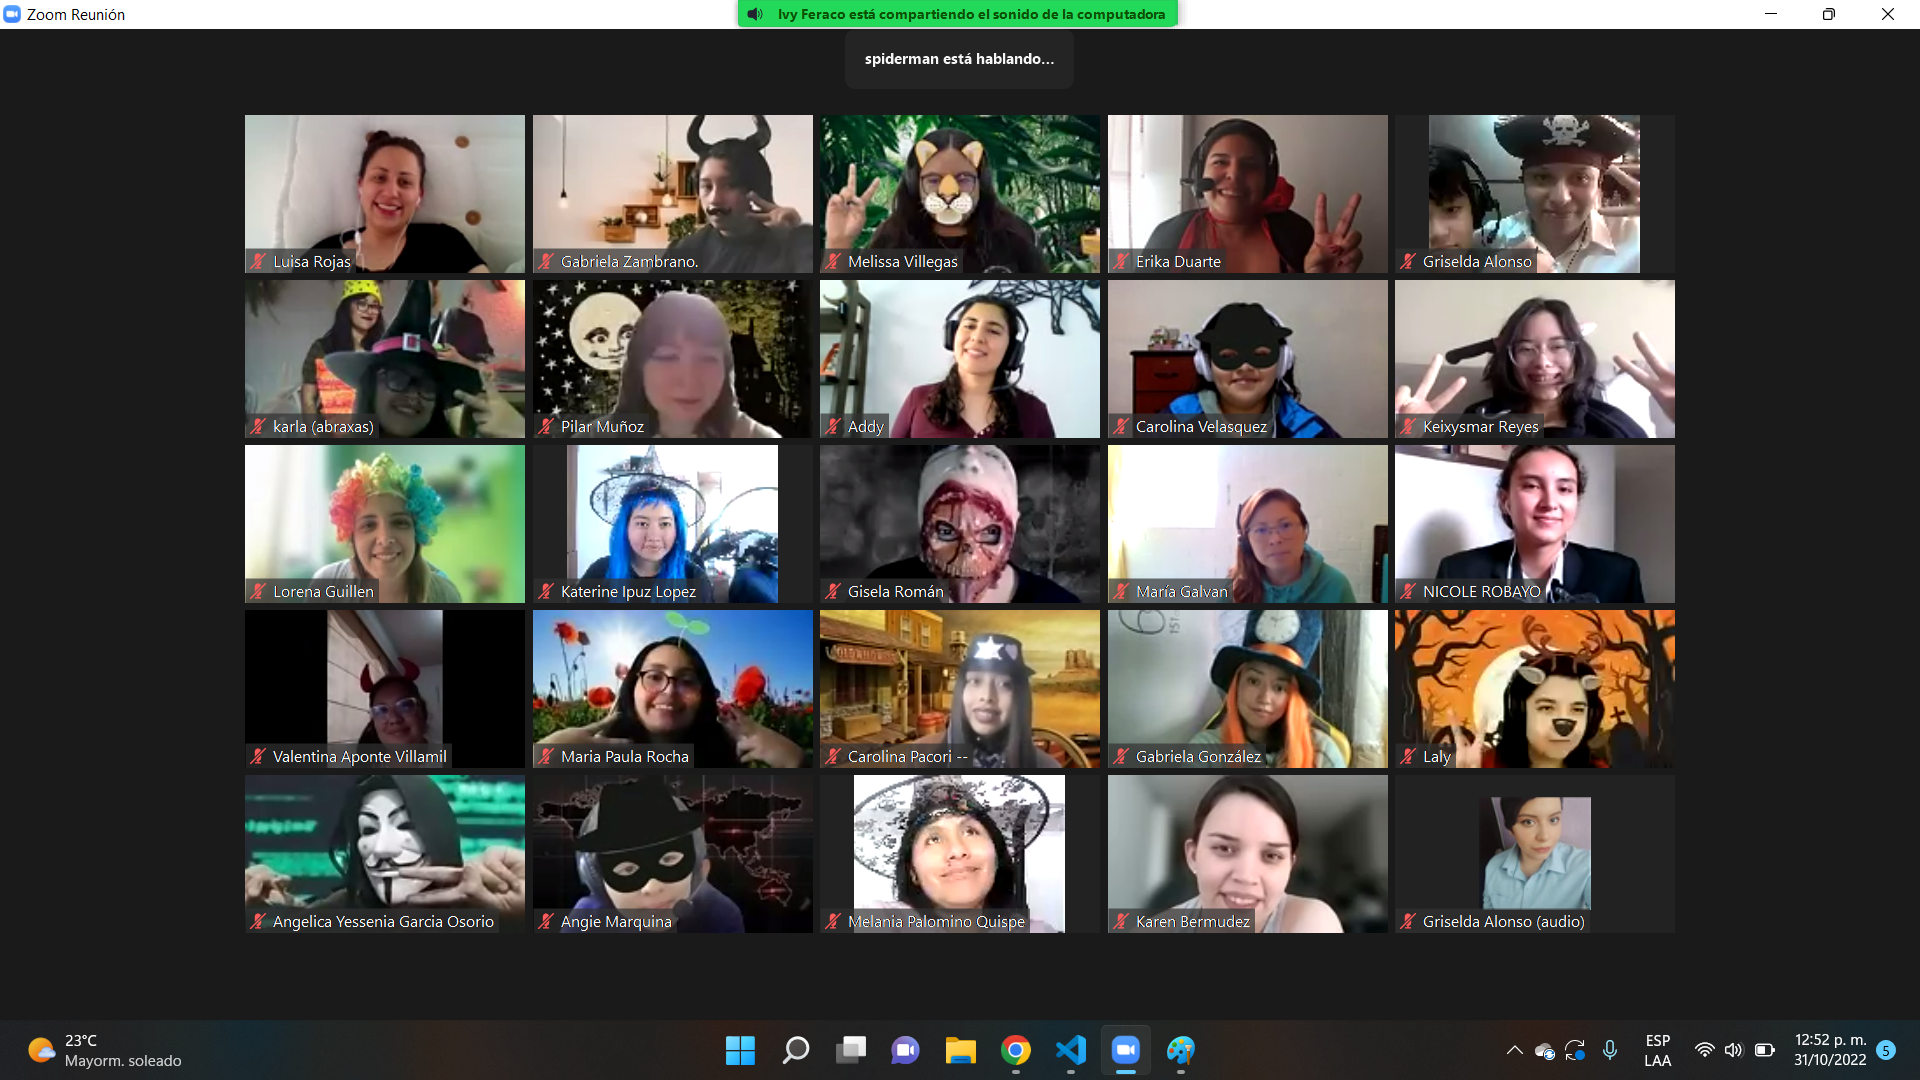 Zoom Reunión
Ivy Feraco está compartiendo el sonido de la computadora
spiderman está hablando...
Luisa Rojas
Gabriela Zambrano.
Melissa Villegas
Erika Duarte
Griselda Alonso
karla (abraxas)
Pilar Muñoz
Addy
Carolina Velasquez
Keixysmar Reyes
Lorena Guillen
Katerine Ipuz Lopez
Gisela Román
María Galvan
NICOLE ROBAYO
Valentina Aponte Villamil
Maria Paula Rocha
Carolina Pacori --
Gabriela González
Laly
Angelica Yessenia Garcia Osorio
Angie Marquina
Melania Palomino Quispe
Karen Bermudez
Griselda Alonso (audio)
23°C
Mayorm. soleado
ESP
LAA
12:52 p. m.
31/10/2022
5